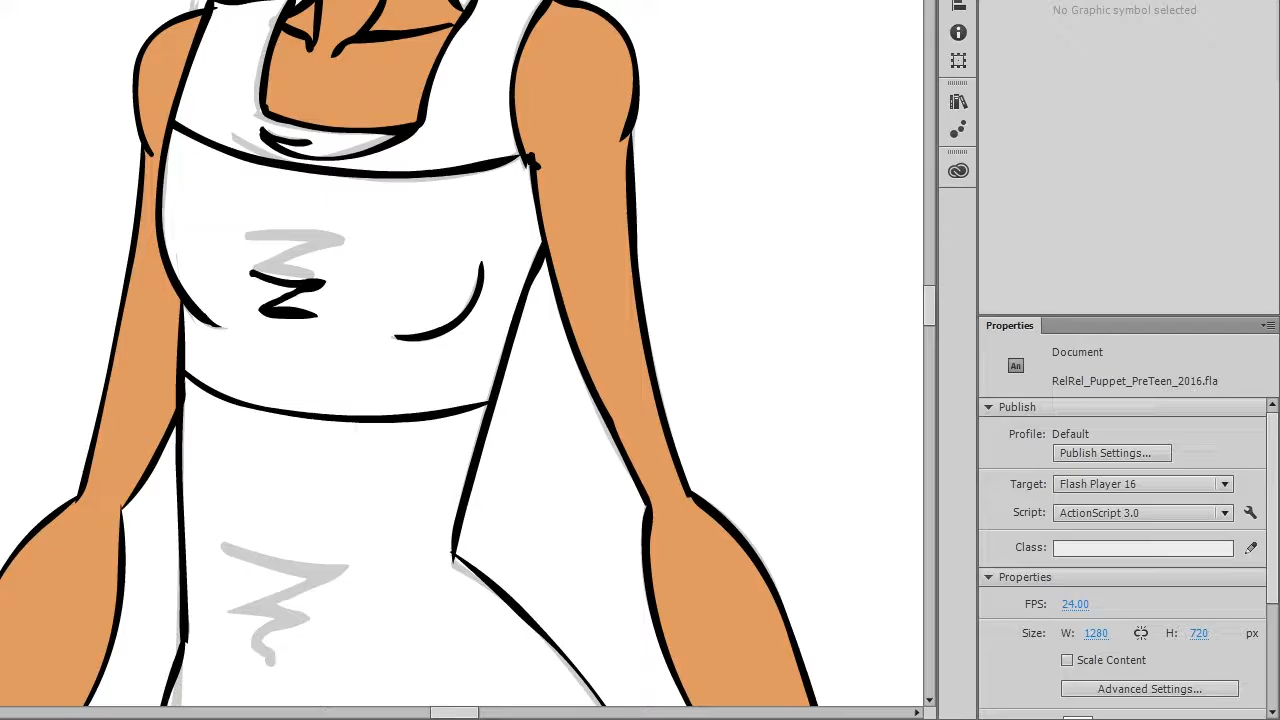 No Graphic symbol selected
Properties
Document
An
RelRel_Puppet_PreTeen_2016.fla
Publish
Profile: Default
Publish Settings...
Target: Flash Player 16
Script: ActionScript 3.0
Class:
Properties
FPS: 24.00
Size: W: 1280 H: 720 px
Scale Content
Advanced Settings...